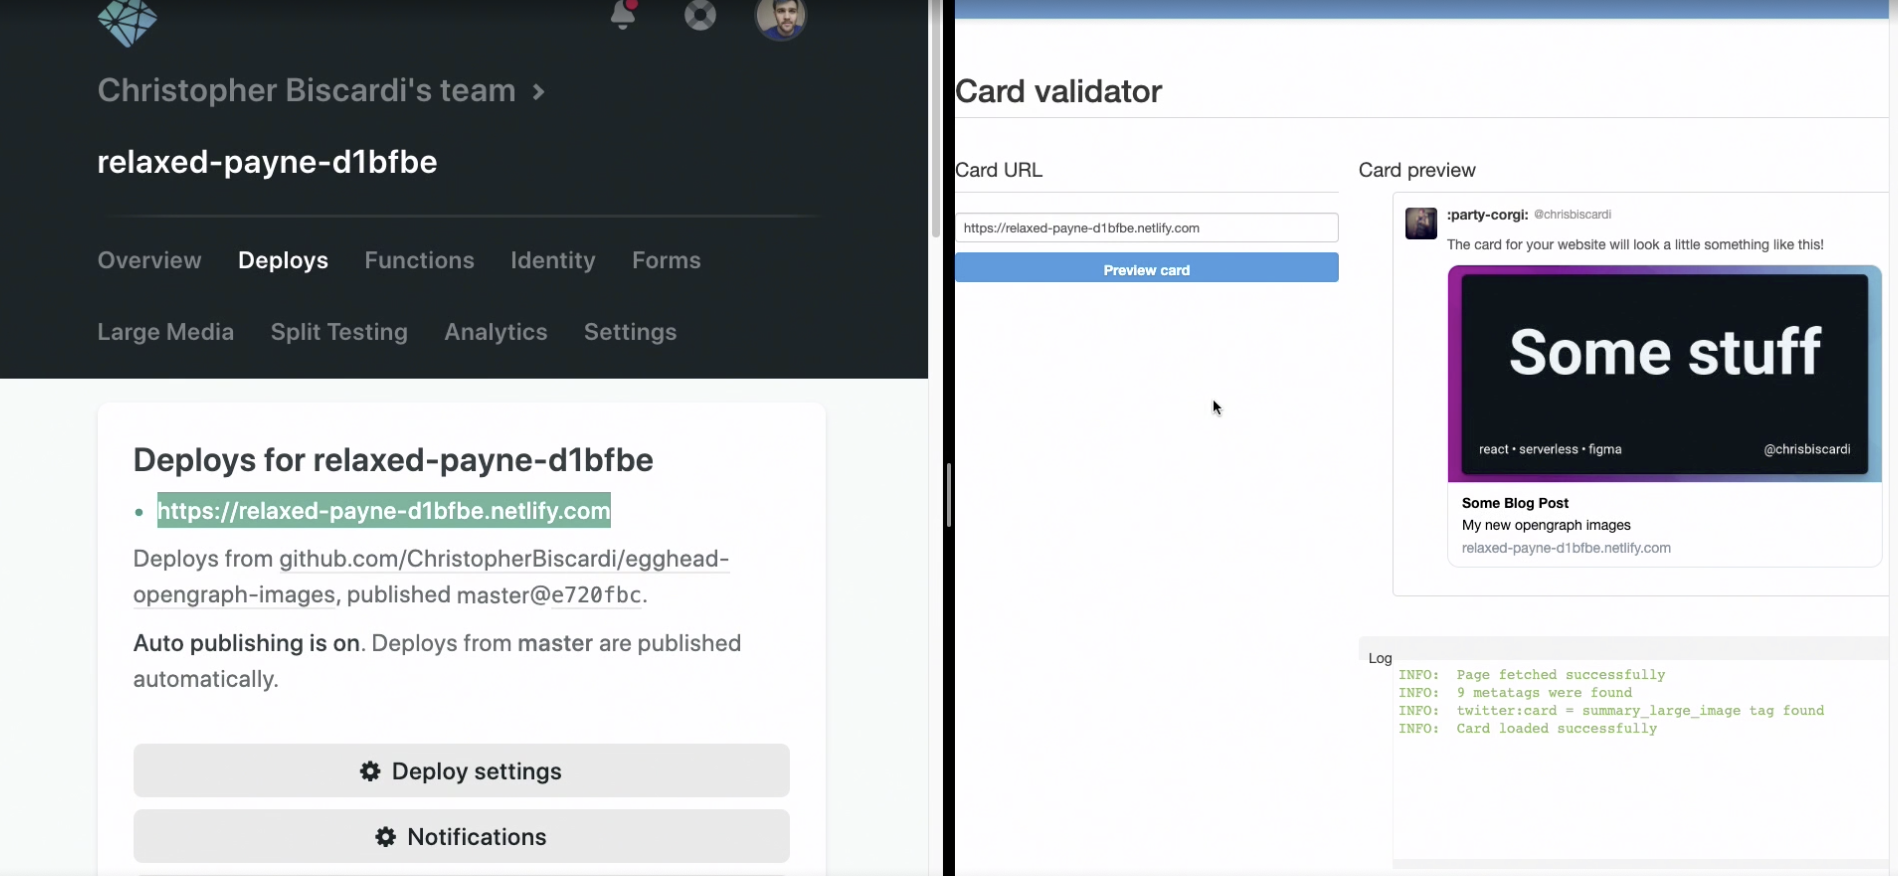 Christopher Biscardi's team >
relaxed-payne-d1bfbe
Overview Deploys Functions Identity Forms
Large Media Split Testing Analytics Settings
Deploys for relaxed-payne-d1bfbe
• https://relaxed-payne-d1bfbe.netlify.com
Deploys from github.com/ChristopherBiscardi/egghead-
opengraph-images, published master@e720fbc.
Auto publishing is on. Deploys from master are published
automatically.
Deploy settings
Notifications
Card validator
Card URL
https://relaxed-payne-d1bfbe.netlify.com
Preview card
Card preview
:party-corgi: @chrisbiscardi
The card for your website will look a little something like this!
Some stuff
react • serverless • figma
@chrisbiscardi
Some Blog Post
My new opengraph images
relaxed-payne-d1bfbe.netlify.com
Log
INFO: Page fetched successfully
INFO: 9 metatags were found
INFO: twitter:card = summary_large_image tag found
INFO: Card loaded successfully